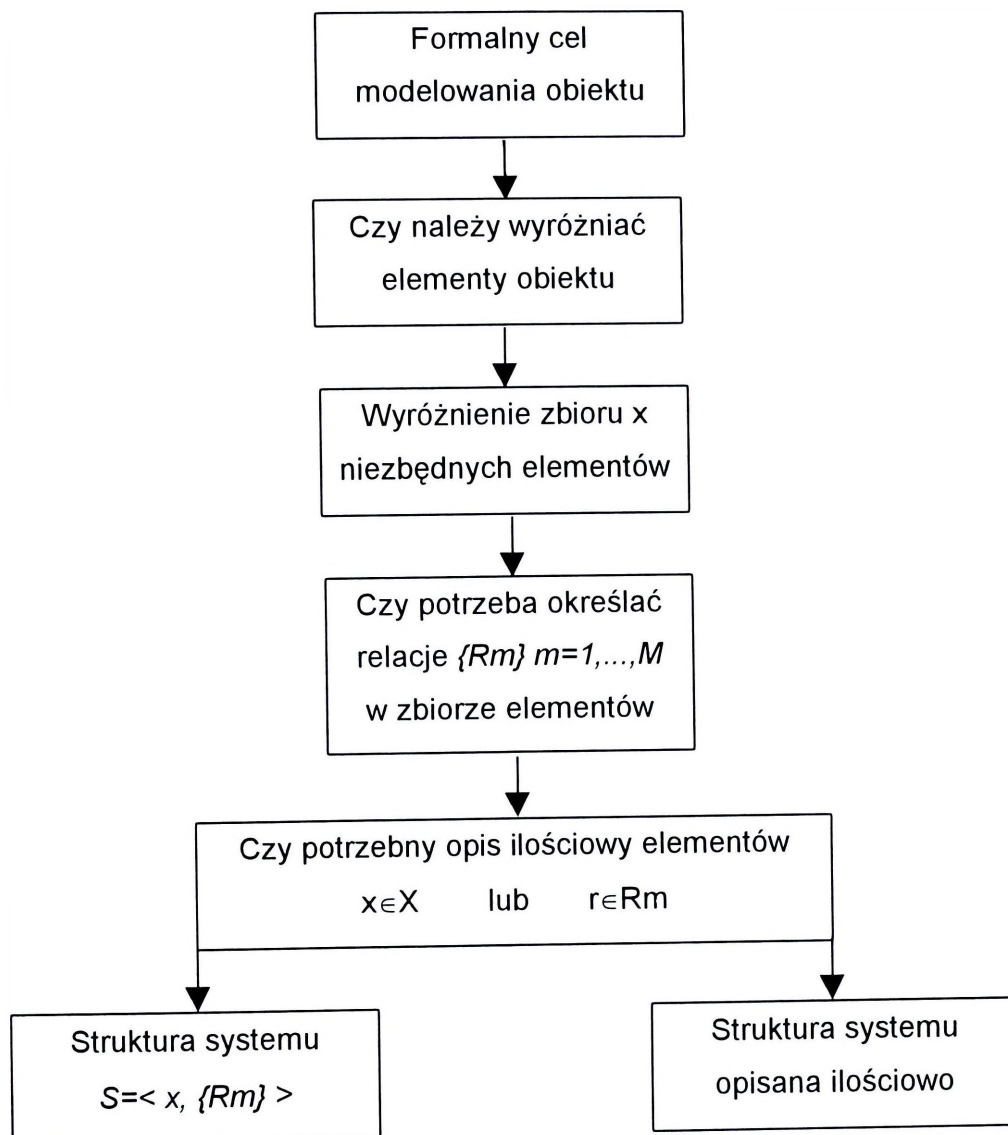 Formalny cel
modelowania obiektu
Czy należy wyróżniać
elementy obiektu
Wyróżnienie zbioru x
niezbędnych elementów
Czy potrzeba określać
relacje {Rm} m=1,...,M
w zbiorze elementów
Czy potrzebny opis ilościowy elementów
x∈X lub r∈Rm
Struktura systemu
S=< x, {Rm} >
Struktura systemu
opisana ilościowo